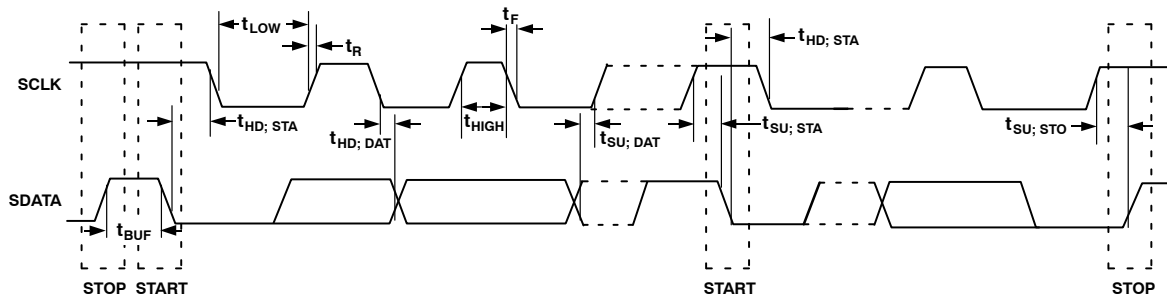 tLOW
tR
tF
tHD; STA
SCLK
tHD; STA
tHD; DAT
tHIGH
tSU; DAT
tSU; STA
tSU; STO
SDATA
tBUF
STOP START START STOP